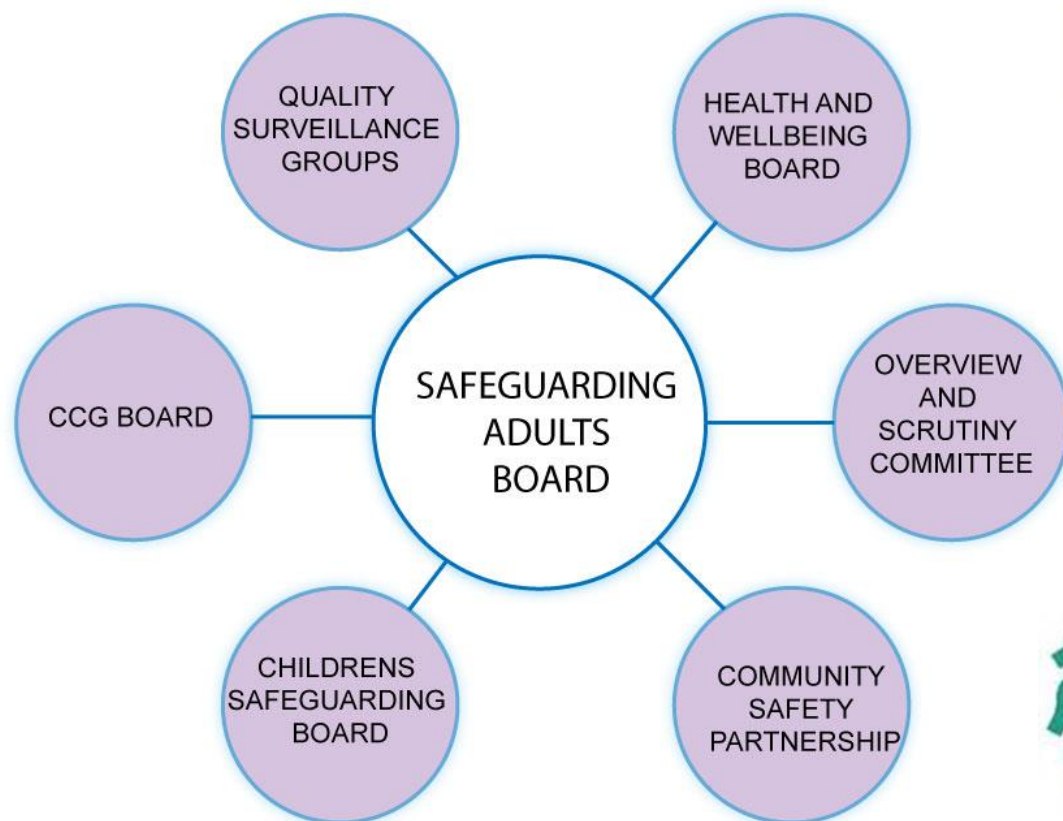 QUALITY
SURVEILLANCE
GROUPS
HEALTH AND
WELLBEING
BOARD
CCG BOARD
SAFEGUARDING
ADULTS
BOARD
OVERVIEW
AND
SCRUTINY
COMMITTEE
CHILDRENS
SAFEGUARDING
BOARD
COMMUNITY
SAFETY
PARTNERSHIP